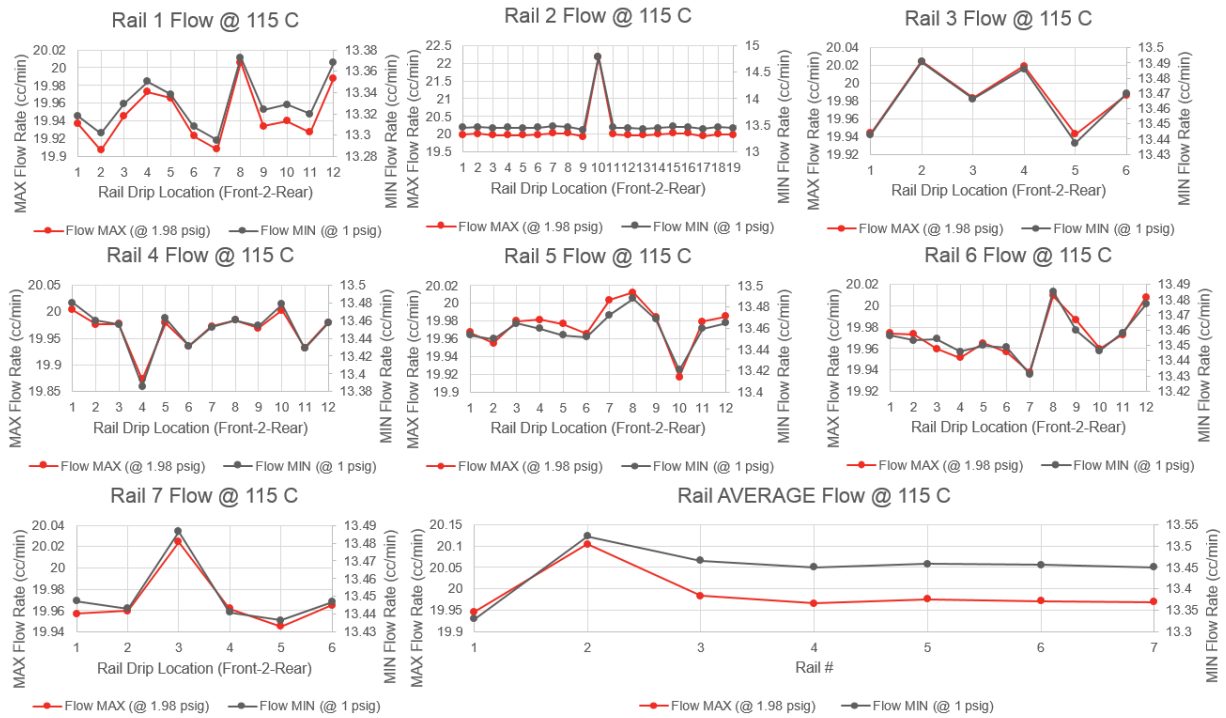 Rail 1 Flow @ 115 C
MAX Flow Rate (cc/min)
20.02
20
19.98
19.96
19.94
19.92
19.9
13.38
13.36
13.34
13.32
13.3
13.28
MIN Flow Rate (cc/min)
1 2 3 4 5 6 7 8 9 10 11 12
Rail Drip Location (Front-2-Rear)
Flow MAX (@ 1.98 psig) Flow MIN (@ 1 psig)
Rail 2 Flow @ 115 C
MAX Flow Rate (cc/min)
22.5
22
21.5
21
20.5
20
19.5
15
14.5
14
13.5
13
MIN Flow Rate (cc/min)
1 2 3 4 5 6 7 8 9 10 11 12 13 14 15 16 17 18 19
Rail Drip Location (Front-2-Rear)
Flow MAX (@ 1.98 psig) Flow MIN (@ 1 psig)
Rail 3 Flow @ 115 C
MAX Flow Rate (cc/min)
20.04
20.02
20
19.98
19.96
19.94
19.92
13.5
13.49
13.48
13.47
13.46
13.45
13.44
13.43
MIN Flow Rate (cc/min)
1 2 3 4 5 6
Rail Drip Location (Front-2-Rear)
Flow MAX (@ 1.98 psig) Flow MIN (@ 1 psig)
Rail 4 Flow @ 115 C
MAX Flow Rate (cc/min)
20.05
20
19.95
19.9
19.85
13.5
13.48
13.46
13.44
13.42
13.4
13.38
MIN Flow Rate (cc/min)
1 2 3 4 5 6 7 8 9 10 11 12
Rail Drip Location (Front-2-Rear)
Flow MAX (@ 1.98 psig) Flow MIN (@ 1 psig)
Rail 5 Flow @ 115 C
MAX Flow Rate (cc/min)
20.02
20
19.98
19.96
19.94
19.92
19.9
13.5
13.48
13.46
13.44
13.42
13.4
MIN Flow Rate (cc/min)
1 2 3 4 5 6 7 8 9 10 11 12
Rail Drip Location (Front-2-Rear)
Flow MAX (@ 1.98 psig) Flow MIN (@ 1 psig)
Rail 6 Flow @ 115 C
MAX Flow Rate (cc/min)
20.02
20
19.98
19.96
19.94
19.92
13.49
13.48
13.47
13.46
13.45
13.44
13.43
13.42
MIN Flow Rate (cc/min)
1 2 3 4 5 6 7 8 9 10 11 12
Rail Drip Location (Front-2-Rear)
Flow MAX (@ 1.98 psig) Flow MIN (@ 1 psig)
Rail 7 Flow @ 115 C
MAX Flow Rate (cc/min)
20.04
20.02
20
19.98
19.96
19.94
13.49
13.48
13.47
13.46
13.45
13.44
13.43
MIN Flow Rate (cc/min)
1 2 3 4 5 6
Rail Drip Location (Front-2-Rear)
Flow MAX (@ 1.98 psig) Flow MIN (@ 1 psig)
Rail AVERAGE Flow @ 115 C
MAX Flow Rate (cc/min)
20.15
20.1
20.05
20
19.95
19.9
13.55
13.5
13.45
13.4
13.35
13.3
MIN Flow Rate (cc/min)
1 2 3 4 5 6 7
Rail #
Flow MAX (@ 1.98 psig) Flow MIN (@ 1 psig)